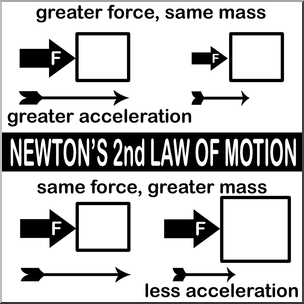 greater force, same mass
F F
greater acceleration
NEWTON'S 2nd LAW OF MOTION
same force, greater mass
F F
less acceleration